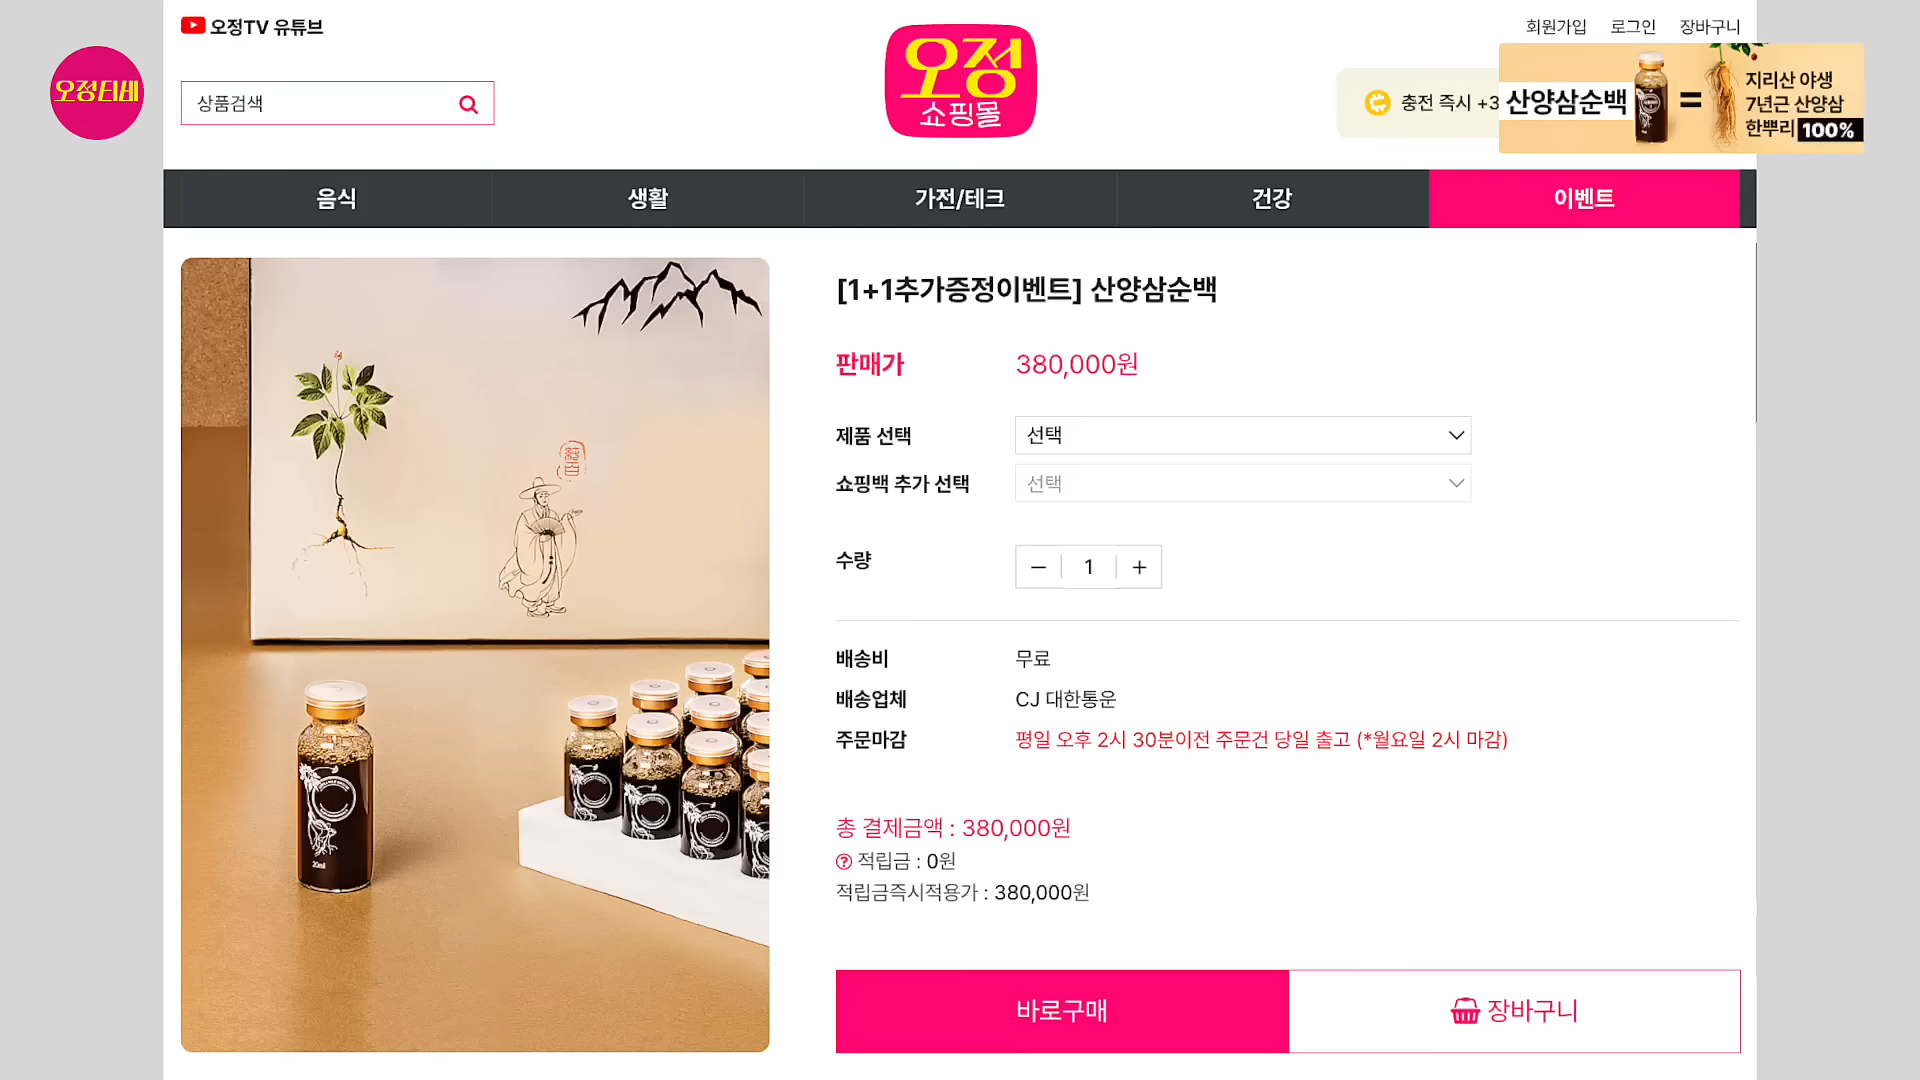 오정TV 유튜브
회원가입 로그인 장바구니
오정티비
상품검색
오정
쇼핑몰
충전 즉시 +3
산양삼순백
=
지리산 야생
7년근 산양삼
한뿌리 100%
음식 생활 가전/테크 건강 이벤트
[1+1추가증정이벤트] 산양삼순백
판매가 380,000원
제품 선택 선택
쇼핑백 추가 선택 선택
수량 − 1 +
배송비 무료
배송업체 CJ 대한통운
주문마감 평일 오후 2시 30분이전 주문건 당일 출고 (*월요일 2시 마감)
총 결제금액 : 380,000원
적립금 : 0원
적립금즉시적용가 : 380,000원
바로구매 장바구니
20ml